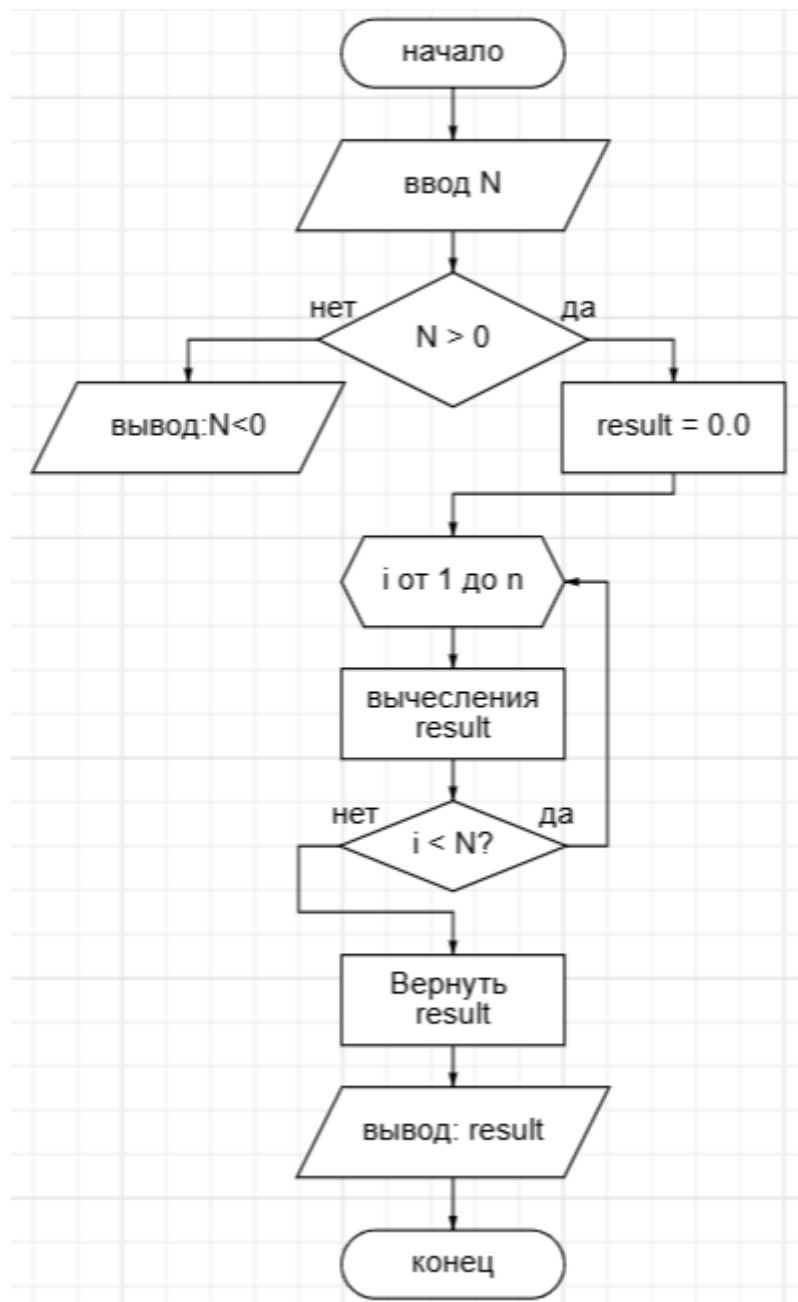 начало
ввод N
нет
да
N > 0
вывод:N<0
result = 0.0
i от 1 до n
вычесления
result
нет
да
i < N?
Вернуть
result
вывод: result
конец